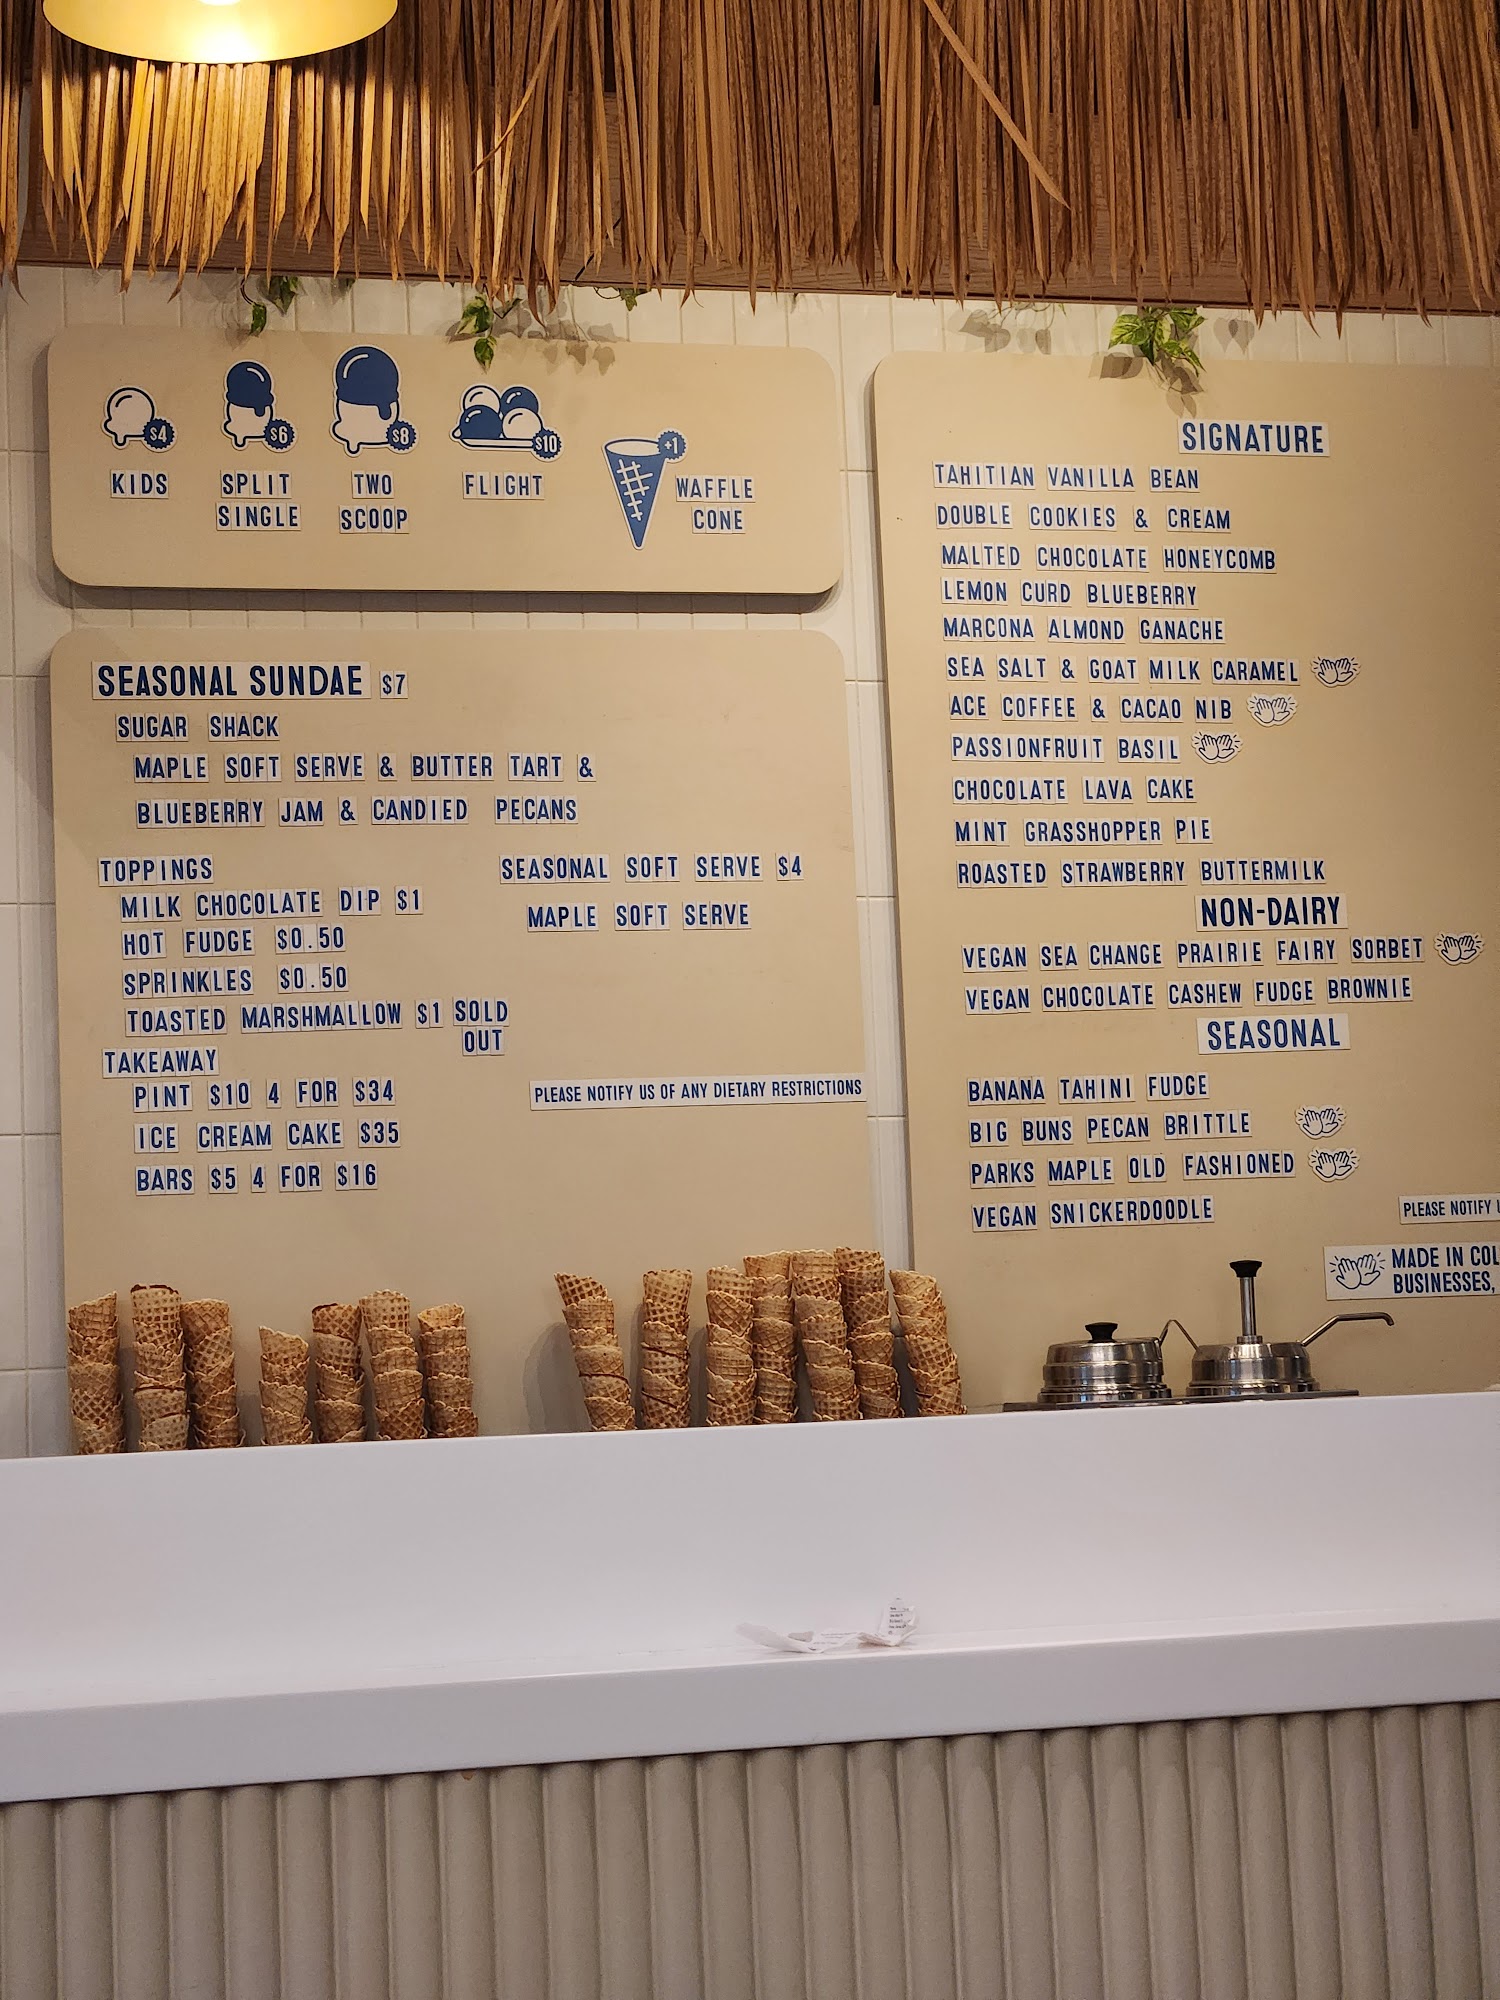 $4
KIDS
$6
SPLIT
SINGLE
$8
TWO
SCOOP
$10
FLIGHT
+1
WAFFLE
CONE
SEASONAL SUNDAE $7
SUGAR SHACK
MAPLE SOFT SERVE & BUTTER TART &
BLUEBERRY JAM & CANDIED PECANS
TOPPINGS
MILK CHOCOLATE DIP $1
HOT FUDGE $0.50
SPRINKLES $0.50
TOASTED MARSHMALLOW $1 SOLD
OUT
TAKEAWAY
PINT $10 4 FOR $34
ICE CREAM CAKE $35
BARS $5 4 FOR $16
SEASONAL SOFT SERVE $4
MAPLE SOFT SERVE
PLEASE NOTIFY US OF ANY DIETARY RESTRICTIONS
SIGNATURE
TAHITIAN VANILLA BEAN
DOUBLE COOKIES & CREAM
MALTED CHOCOLATE HONEYCOMB
LEMON CURD BLUEBERRY
MARCONA ALMOND GANACHE
SEA SALT & GOAT MILK CARAMEL
ACE COFFEE & CACAO NIB
PASSIONFRUIT BASIL
CHOCOLATE LAVA CAKE
MINT GRASSHOPPER PIE
ROASTED STRAWBERRY BUTTERMILK
NON-DAIRY
VEGAN SEA CHANGE PRAIRIE FAIRY SORBET
VEGAN CHOCOLATE CASHEW FUDGE BROWNIE
SEASONAL
BANANA TAHINI FUDGE
BIG BUNS PECAN BRITTLE
PARKS MAPLE OLD FASHIONED
VEGAN SNICKERDOODLE
PLEASE NOTIFY
MADE IN COL
BUSINESSES,